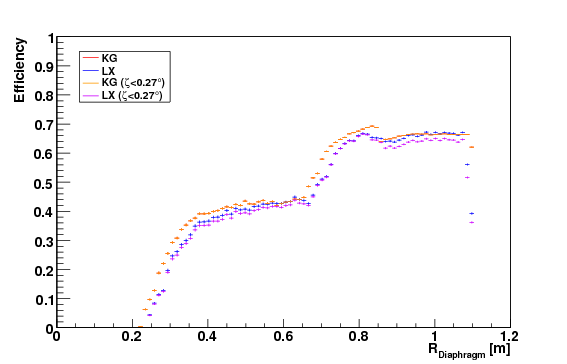 Efficiency
1
0.9
0.8
0.7
0.6
0.5
0.4
0.3
0.2
0.1
0
KG
LX
KG (ζ<0.27°)
LX (ζ<0.27°)
0 0.2 0.4 0.6 0.8 1 1.2
R_Diaphragm [m]